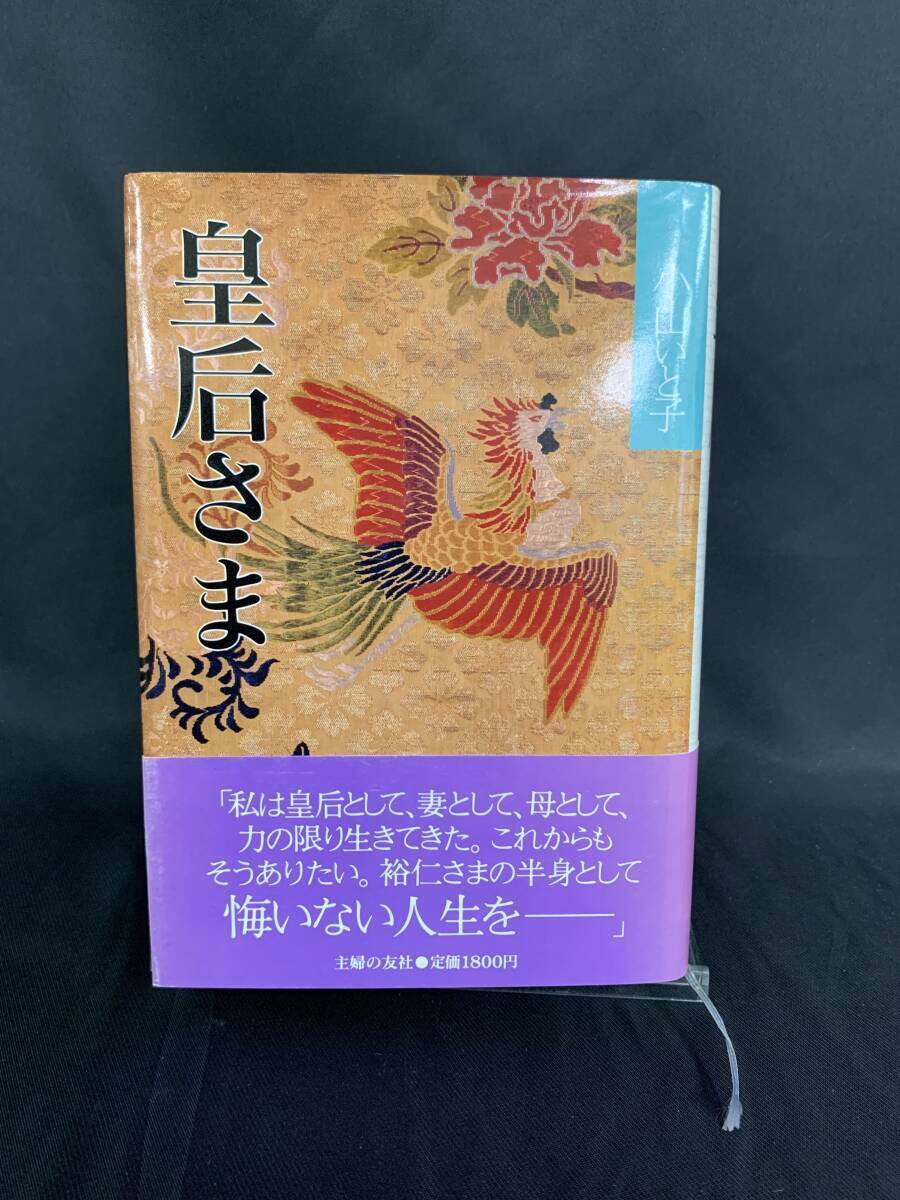 皇后さま
小山いと子
「私は皇后として、妻として、母として、
力の限り生きてきた。これからも
そうありたい。裕仁さまの半身として
悔いない人生を――」
主婦の友社●定価1800円